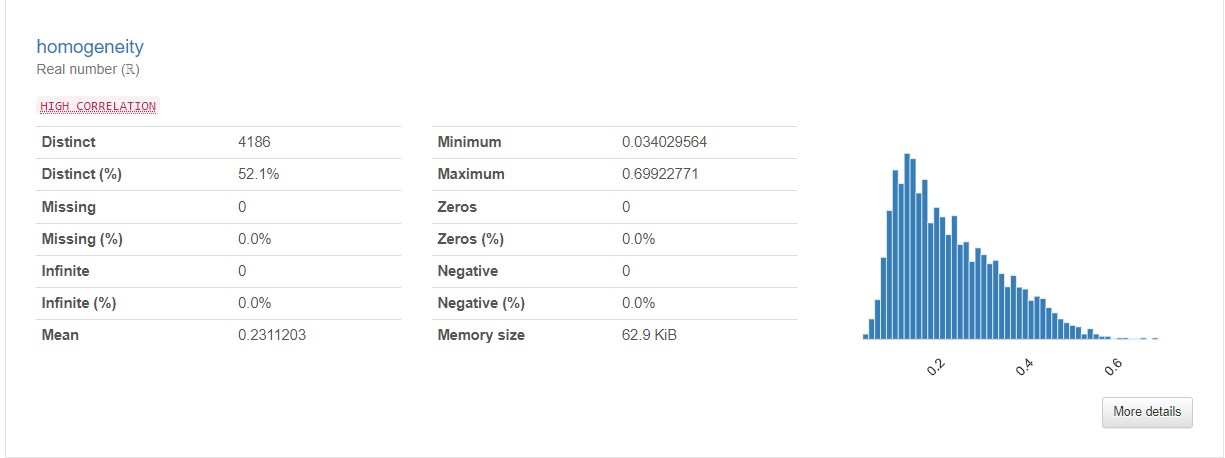 homogeneity
Real number (ℝ)
HIGH CORRELATION
Distinct 4186
Distinct (%) 52.1%
Missing 0
Missing (%) 0.0%
Infinite 0
Infinite (%) 0.0%
Mean 0.2311203
Minimum 0.034029564
Maximum 0.69922771
Zeros 0
Zeros (%) 0.0%
Negative 0
Negative (%) 0.0%
Memory size 62.9 KiB
0.2 0.4 0.6
More details